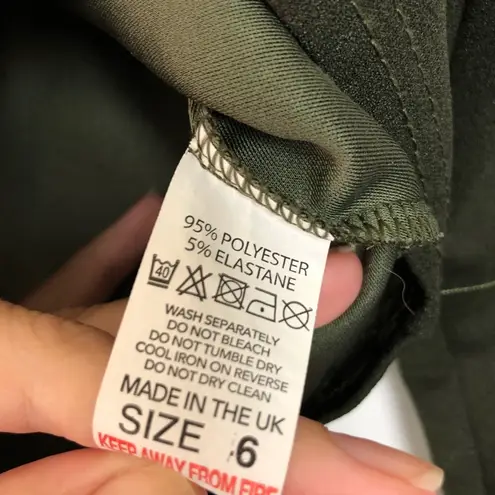 95% POLYESTER
5% ELASTANE
40
WASH SEPARATELY
DO NOT BLEACH
DO NOT TUMBLE DRY
COOL IRON ON REVERSE
DO NOT DRY CLEAN
MADE IN THE UK
SIZE 6
KEEP AWAY FROM FIRE